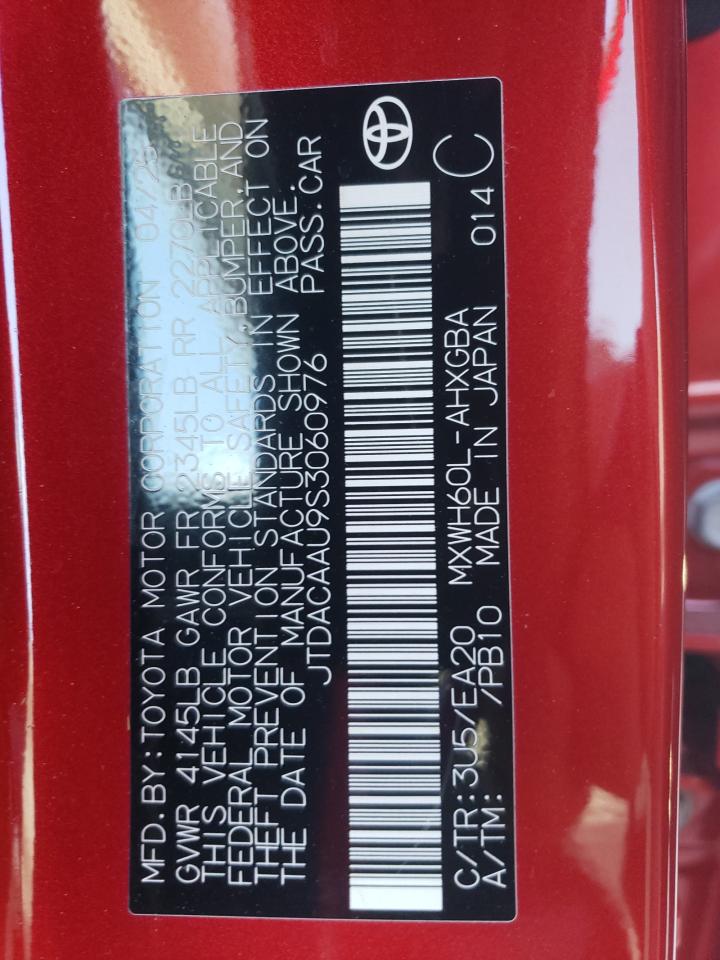 MFD.BY:TOYOTA MOTOR CORPORATION 04/25
GVWR 4145LB GAWR FR 2345LB RR 2270LB
THIS VEHICLE CONFORMS TO ALL APPLICABLE
FEDERAL MOTOR VEHICLE SAFETY,BUMPER,AND
THEFT PREVENTION STANDARDS IN EFFECT ON
THE DATE OF MANUFACTURE SHOWN ABOVE.
JTDACAAU9S3060976 PASS.CAR
C/TR:3U5/EA20 MXWH60L-AHXGBA
A/TM: /PB10 MADE IN JAPAN 014 C